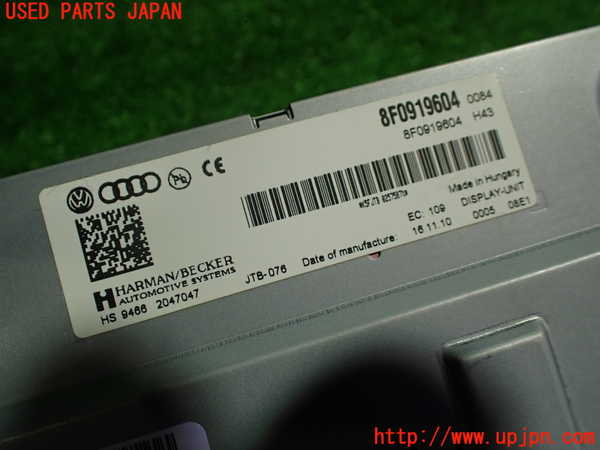 USED PARTS JAPAN
8F0919604 0084
8F0919604 H43
Pb CE
Made in Hungary
DISPLAY-UNIT
EC: 109 0005 08E1
JTB-076 Date of manufacture: 16.11.10
HARMAN/BECKER
AUTOMOTIVE SYSTEMS
HS 9466 2047047
http://www.upjpn.com/